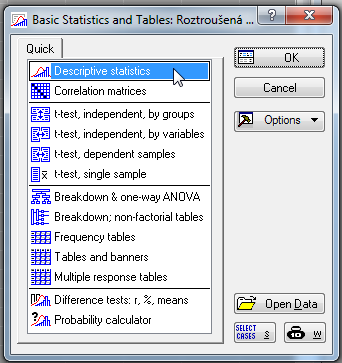 Basic Statistics and Tables: Roztroušená ...
Quick
Descriptive statistics
Correlation matrices
t-test, independent, by groups
t-test, independent, by variables
t-test, dependent samples
t-test, single sample
Breakdown & one-way ANOVA
Breakdown; non-factorial tables
Frequency tables
Tables and banners
Multiple response tables
Difference tests: r, %, means
Probability calculator
OK
Cancel
Options
Open Data
SELECT CASES S
W